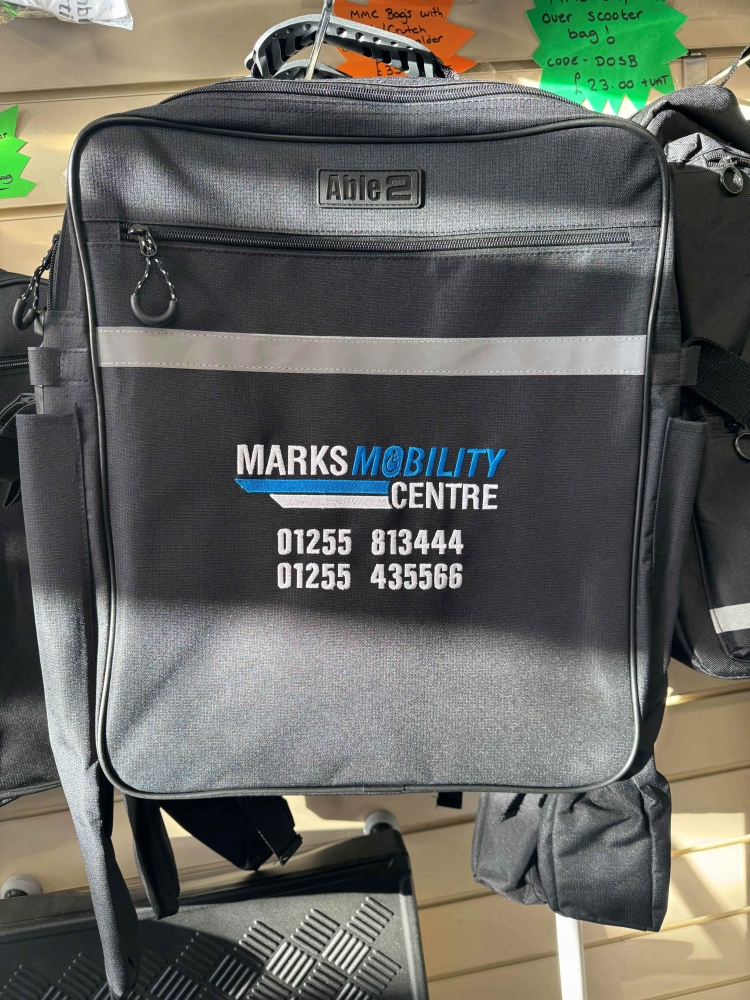 MMC Bags with
Crutch
over scooter
bag!
CODE - DOSB
£23.00 +VAT
Able2
MARKS MOBILITY
CENTRE
01255 813444
01255 435566